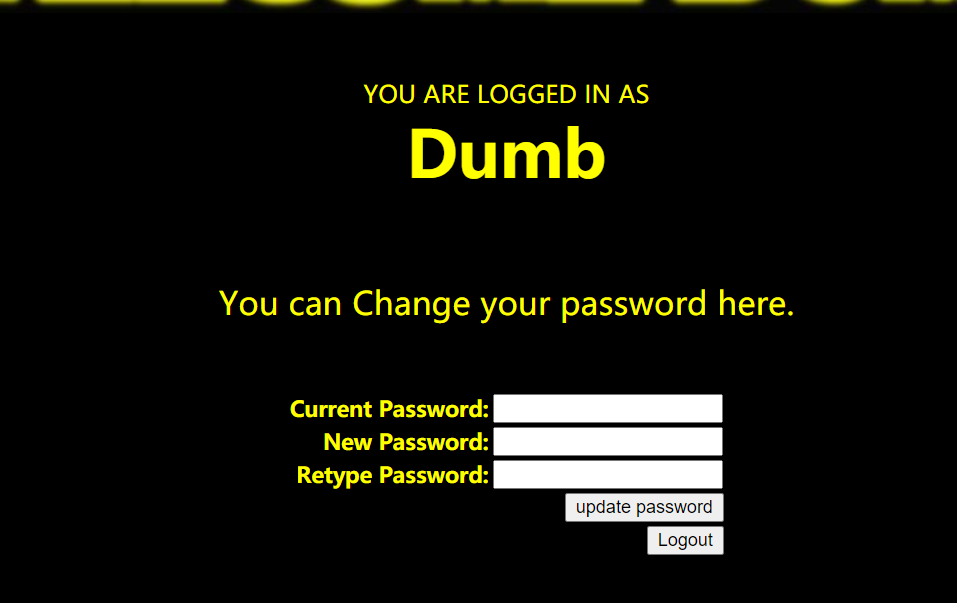 YOU ARE LOGGED IN AS
Dumb
You can Change your password here.
Current Password:
New Password:
Retype Password:
update password
Logout